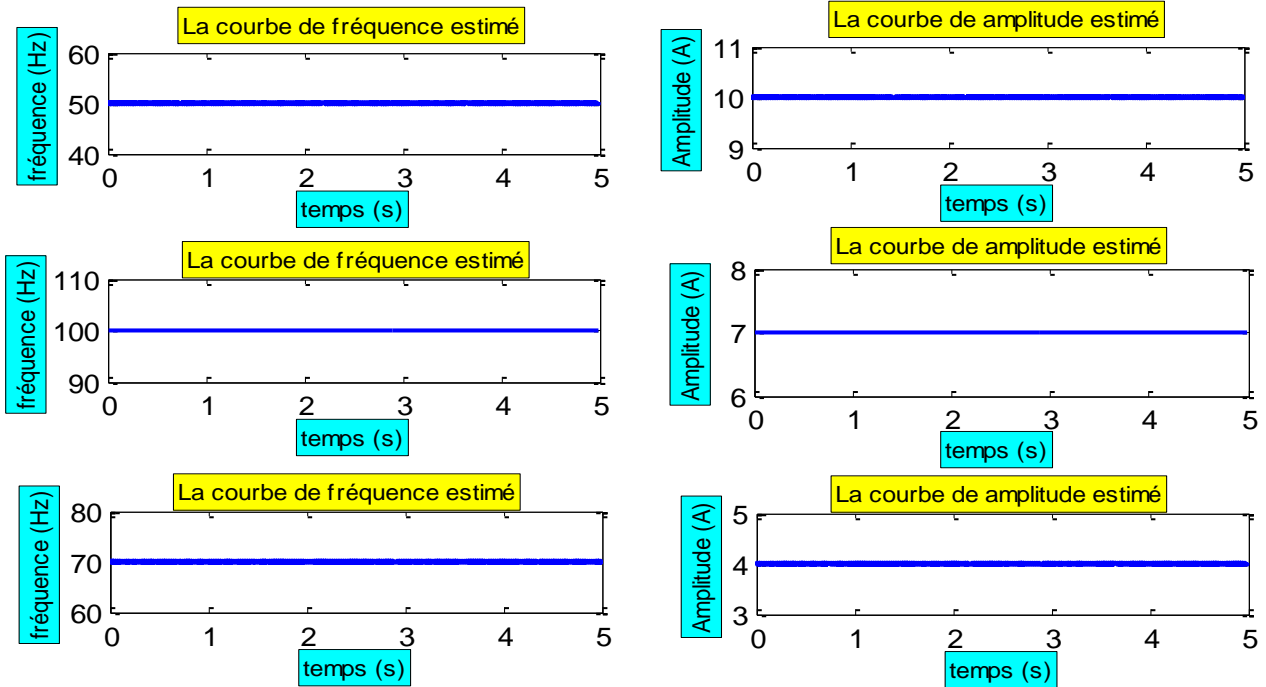 La courbe de fréquence estimé
fréquence (Hz)
60
50
40
0 1 2 3 4 5
temps (s)
La courbe de amplitude estimé
Amplitude (A)
11
10
9
0 1 2 3 4 5
temps (s)
La courbe de fréquence estimé
fréquence (Hz)
110
100
90
0 1 2 3 4 5
temps (s)
La courbe de amplitude estimé
Amplitude (A)
8
7
6
0 1 2 3 4 5
temps (s)
La courbe de fréquence estimé
fréquence (Hz)
80
70
60
0 1 2 3 4 5
temps (s)
La courbe de amplitude estimé
Amplitude (A)
5
4
3
0 1 2 3 4 5
temps (s)